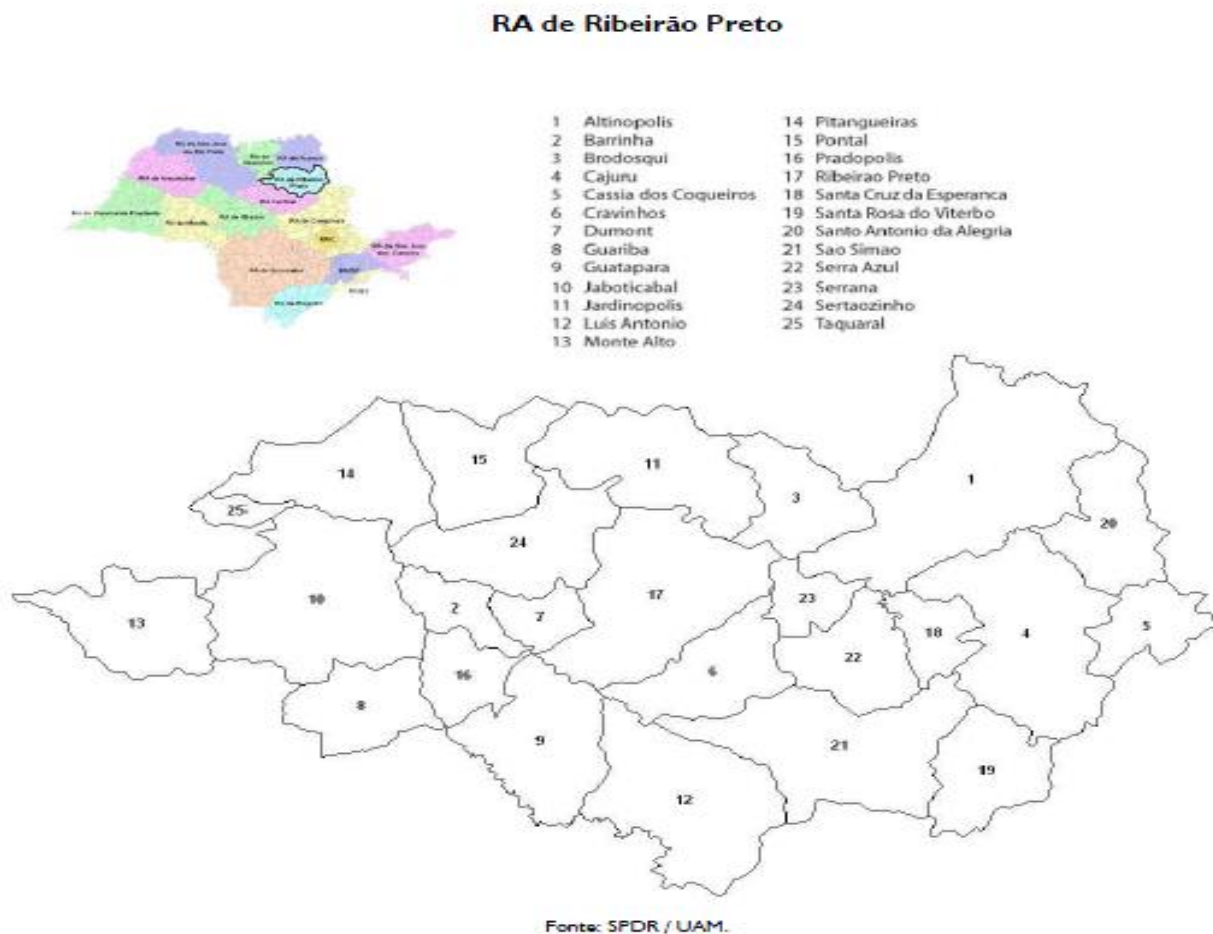 RA de Ribeirão Preto
1 Altinopolis
2 Barrinha
3 Brodosqui
4 Cajuru
5 Cassia dos Coqueiros
6 Cravinhos
7 Dumont
8 Guariba
9 Guatapara
10 Jaboticabal
11 Jardinopolis
12 Luis Antonio
13 Monte Alto
14 Pitangueiras
15 Pontal
16 Pradopolis
17 Ribeirao Preto
18 Santa Cruz da Esperanca
19 Santa Rosa do Viterbo
20 Santo Antonio da Alegria
21 Sao Simao
22 Serra Azul
23 Serrana
24 Sertaozinho
25 Taquaral
14
15
11
3
1
20
25
24
10
2
7
17
23
13
18
4
5
16
6
22
8
9
21
12
19
Fonte: SPDR / UAM.